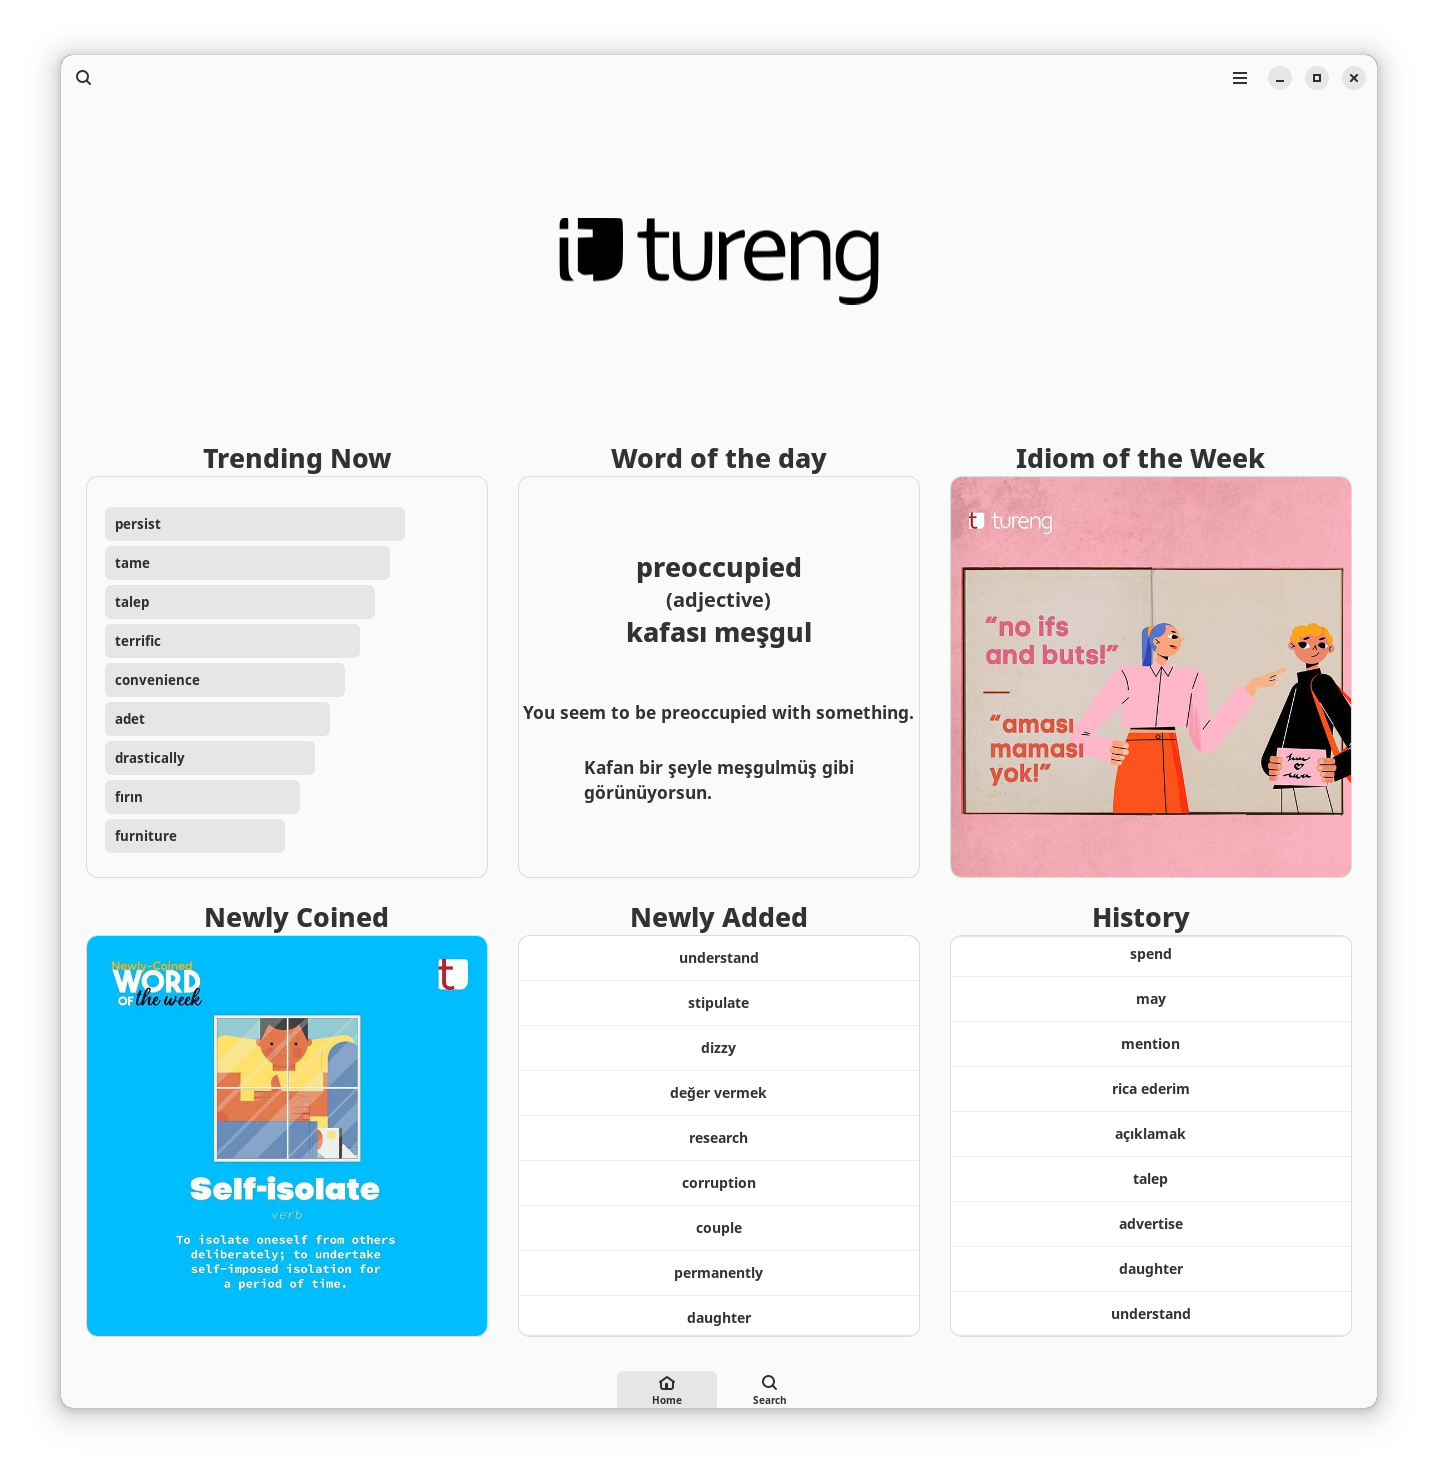 tureng
Trending Now
persist
tame
talep
terrific
convenience
adet
drastically
fırın
furniture
Word of the day
preoccupied
(adjective)
kafası meşgul
You seem to be preoccupied with something.
Kafan bir şeyle meşgulmüş gibi
görünüyorsun.
Idiom of the Week
t tureng
“no ifs
and buts!”
“aması
maması
yok!”
Newly Coined
Newly-Coined
WORD
OF the week
t
Self-isolate
verb
To isolate oneself from others
deliberately; to undertake
self-imposed isolation for
a period of time.
Newly Added
understand
stipulate
dizzy
değer vermek
research
corruption
couple
permanently
daughter
History
spend
may
mention
rica ederim
açıklamak
talep
advertise
daughter
understand
Home
Search